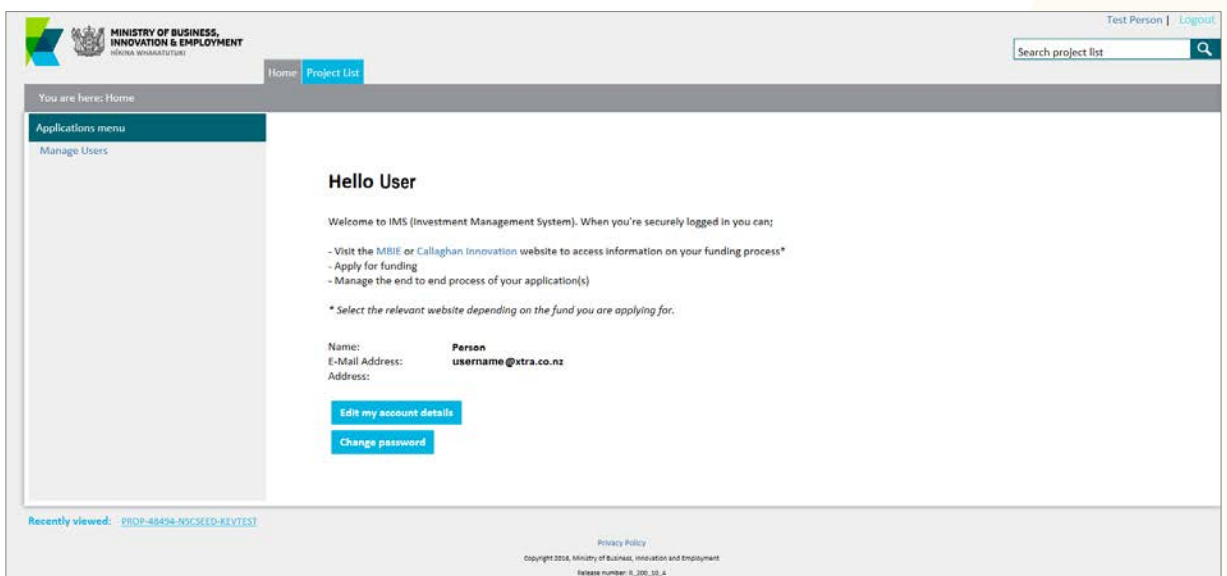 Test Person | Logout
MINISTRY OF BUSINESS,
INNOVATION & EMPLOYMENT
HĪKINA WHAKATUTUKI
Search project list
Home Project List
You are here: Home
Applications menu
Manage Users
Hello User
Welcome to IMS (Investment Management System). When you're securely logged in you can;
- Visit the MBIE or Callaghan Innovation website to access information on your funding process*
- Apply for funding
- Manage the end to end process of your application(s)
* Select the relevant website depending on the fund you are applying for.
Name: Person
E-Mail Address: username@xtra.co.nz
Address:
Edit my account details
Change password
Recently viewed: PROP-48494-NSCSEED-KEVTEST
Privacy Policy
Copyright 2016, Ministry of Business, Innovation and Employment
Release number: